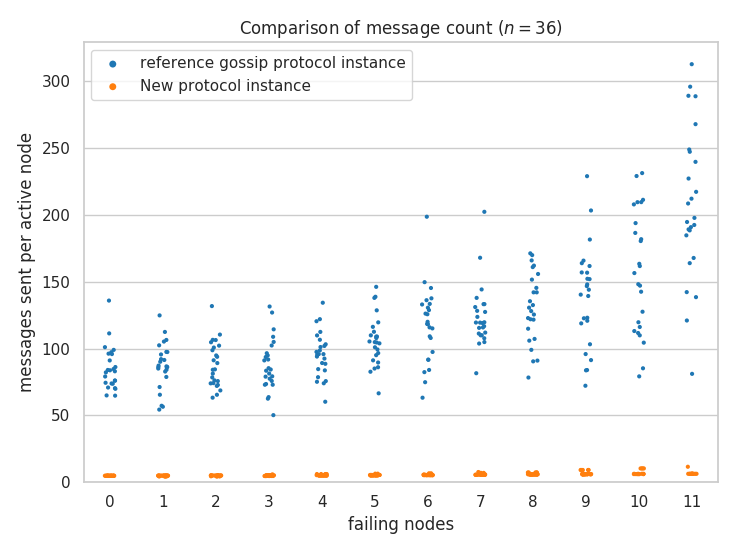 Comparison of message count (n = 36)
reference gossip protocol instance
New protocol instance
messages sent per active node
300
250
200
150
100
50
0
0 1 2 3 4 5 6 7 8 9 10 11
failing nodes